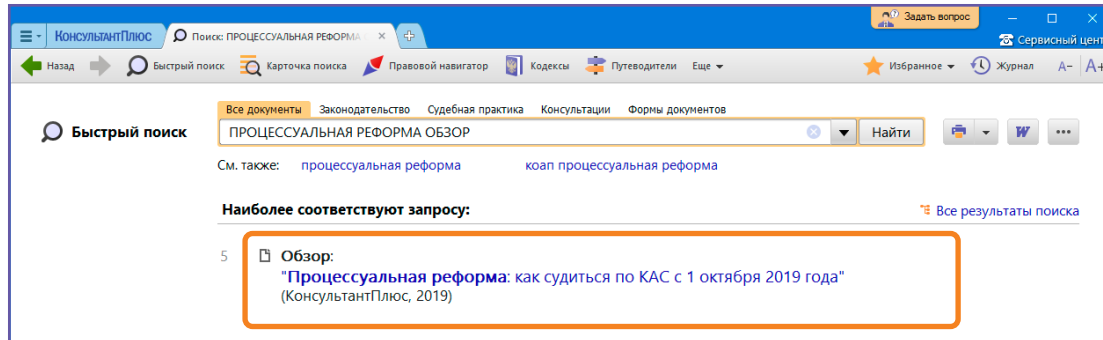 Задать вопрос
КонсультантПлюс Поиск: ПРОЦЕССУАЛЬНАЯ РЕФОРМА
Сервисный цент
Назад Быстрый поиск Карточка поиска Правовой навигатор Кодексы Путеводители Еще Избранное Журнал A- A+
Все документы Законодательство Судебная практика Консультации Формы документов
Быстрый поиск ПРОЦЕССУАЛЬНАЯ РЕФОРМА ОБЗОР Найти W
См. также: процессуальная реформа коап процессуальная реформа
Наиболее соответствуют запросу: Все результаты поиска
5 Обзор:
"Процессуальная реформа: как судиться по КАС с 1 октября 2019 года"
(КонсультантПлюс, 2019)